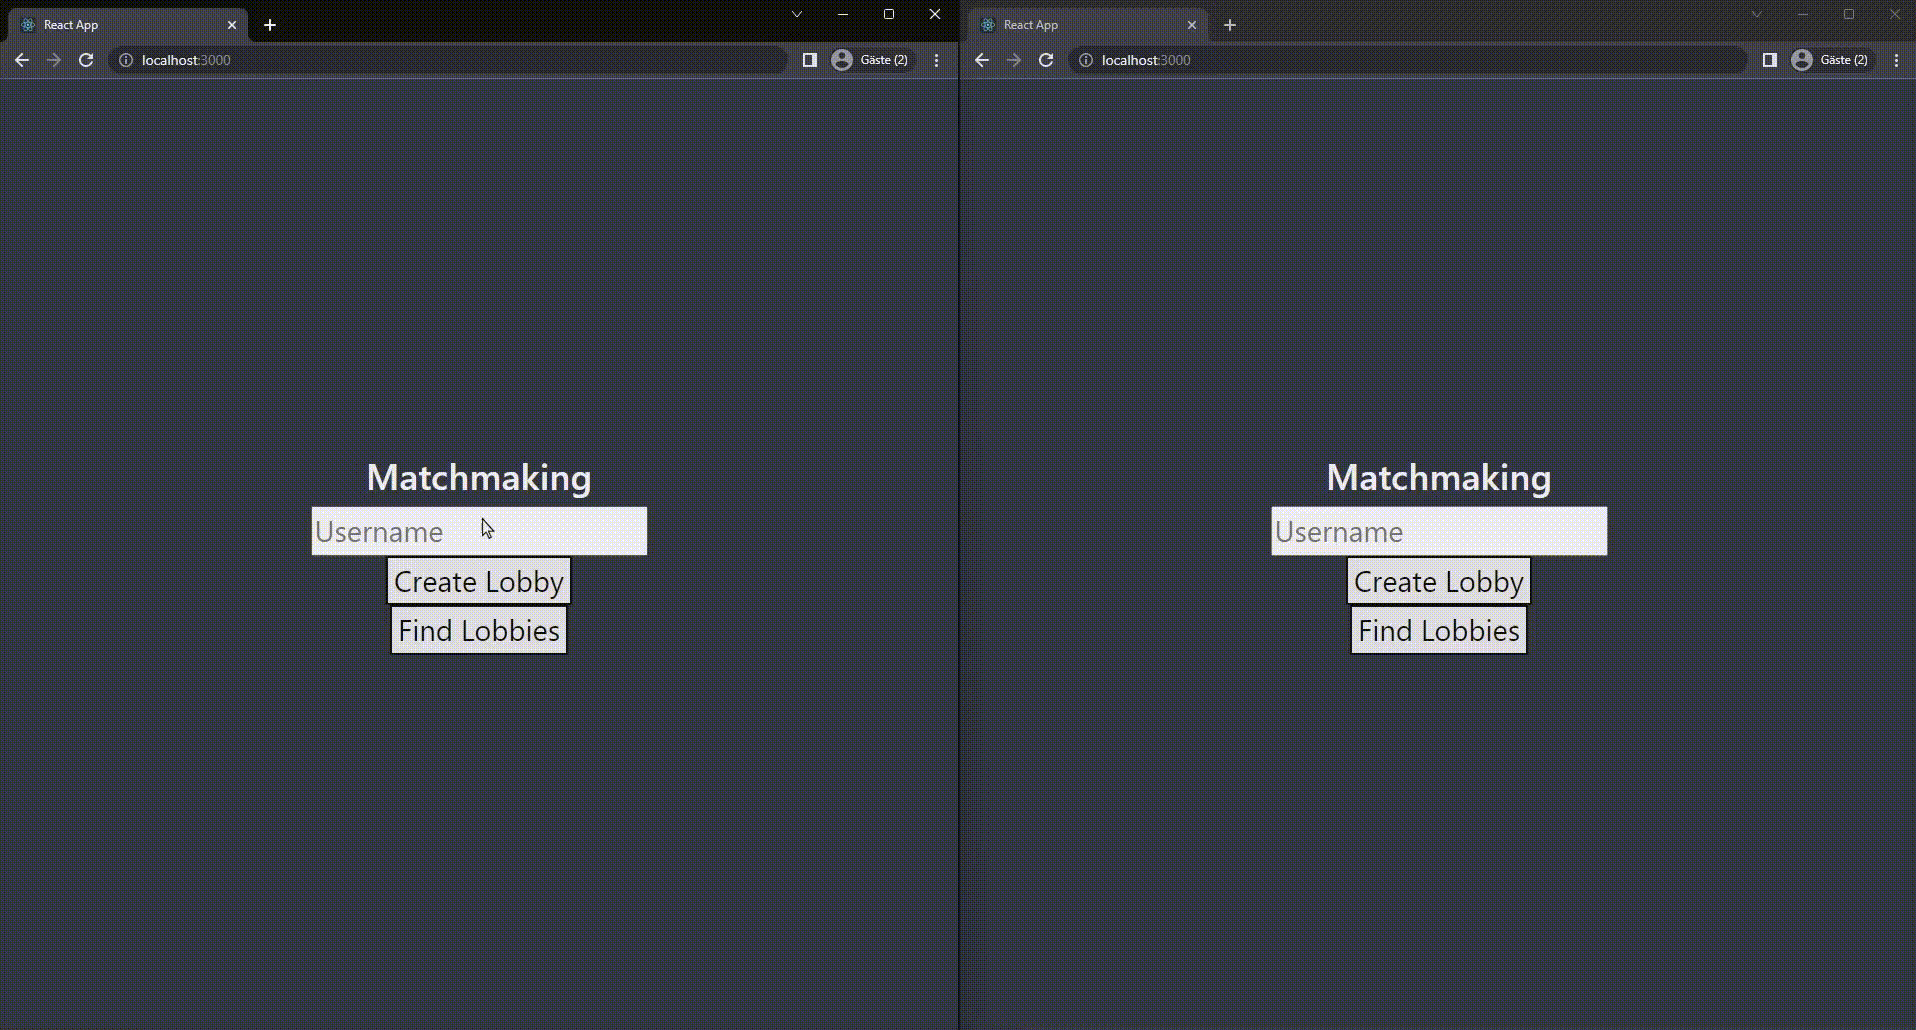 React App
localhost:3000
Gäste (2)
Matchmaking
Username
Create Lobby
Find Lobbies
React App
localhost:3000
Gäste (2)
Matchmaking
Username
Create Lobby
Find Lobbies